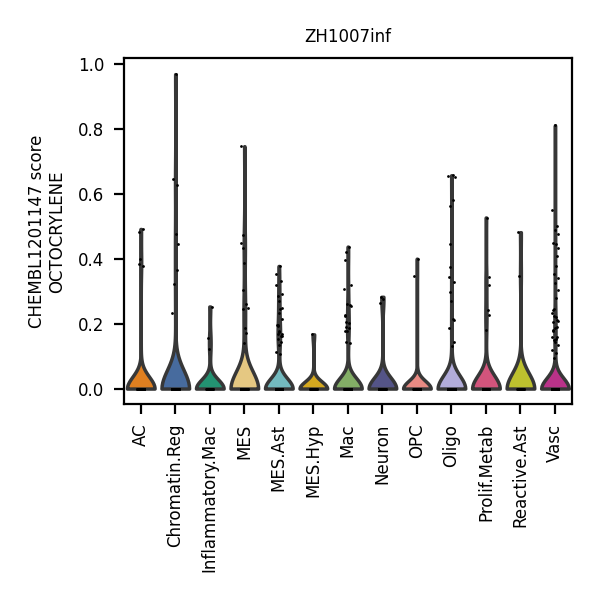 ZH1007inf
CHEMBL1201147 score
OCTOCRYLENE
1.0
0.8
0.6
0.4
0.2
0.0
AC
Chromatin.Reg
Inflammatory.Mac
MES
MES.Ast
MES.Hyp
Mac
Neuron
OPC
Oligo
Prolif.Metab
Reactive.Ast
Vasc